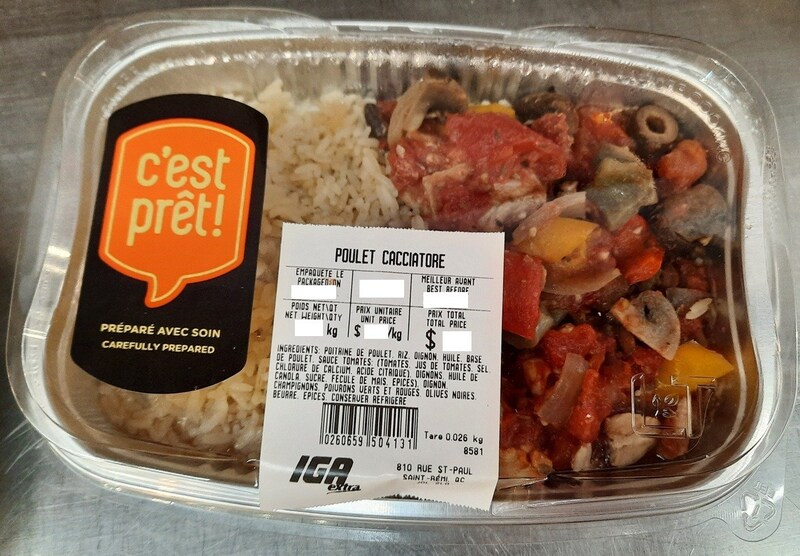 c'est
prêt!
PRÉPARÉ AVEC SOIN
CAREFULLY PREPARED
POULET CACCIATORE
EMPAQUETE LE
PACKAGED ON
MEILLEUR AVANT
BEST BEFORE
POIDS NET\QT
NET WEIGHT\QTY
kg
PRIX UNITAIRE
UNIT PRICE
$ /kg
PRIX TOTAL
TOTAL PRICE
$
INGREDIENTS: POITRINE DE POULET, RIZ, OIGNON, HUILE, BASE
DE POULET, SAUCE TOMATES: (TOMATES, JUS DE TOMATES, SEL,
CHLORURE DE CALCIUM, ACIDE CITRIQUE), OIGNONS, HUILE DE
CANOLA, SUCRE, FECULE DE MAIS, EPICES), OIGNON,
CHAMPIGNONS, POIVRONS VERTS ET ROUGES, OLIVES NOIRES,
BEURRE, EPICES. CONSERVER REFRIGERE
0260659 504131
Tare 0.026 kg
8581
IGA
extra
810 RUE ST-PAUL
SAINT-RÉMI, QC